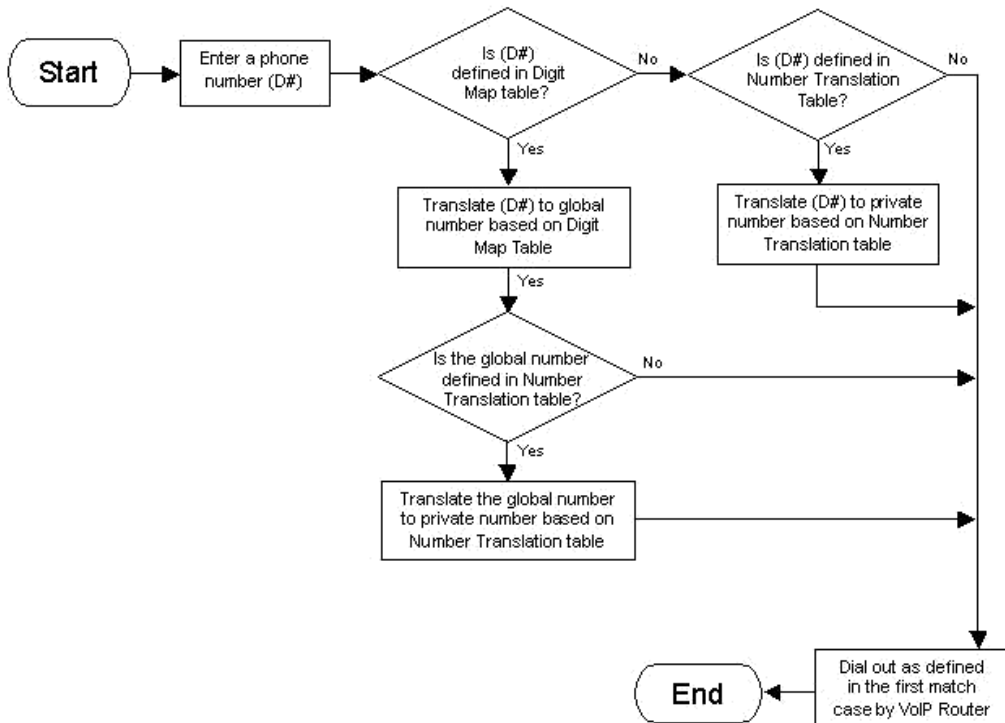 Start
Enter a phone
number (D#)
Is (D#)
defined in Digit
Map table?
No
Is (D#) defined in
Number Translation
Table?
No
Yes
Yes
Translate (D#) to global
number based on Digit
Map Table
Translate (D#) to private
number based on Number
Translation table
Yes
Is the global number
defined in Number
Translation table?
No
Yes
Translate the global number
to private number based on
Number Translation table
Dial out as defined
in the first match
case by VoIP Router
End